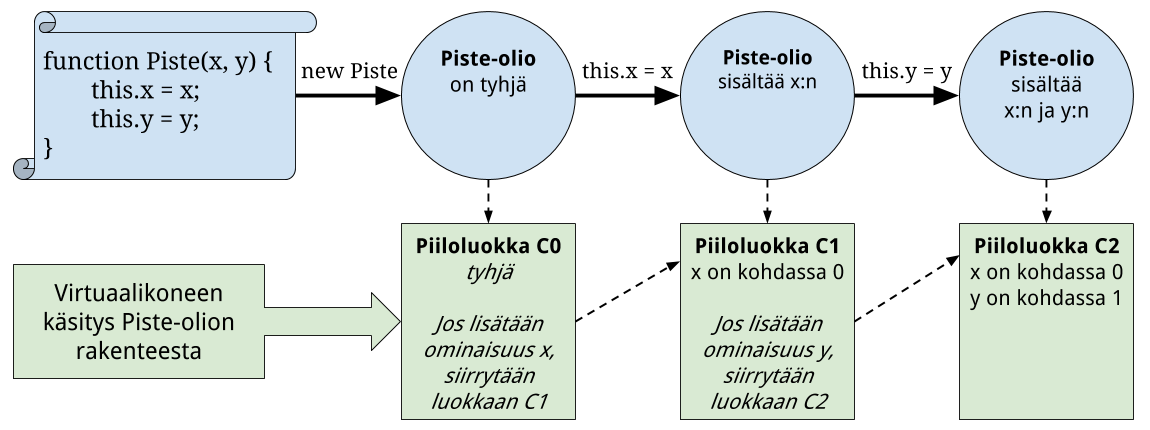 function Piste(x, y) {
this.x = x;
this.y = y;
}
new Piste
Piste-olio
on tyhjä
this.x = x
Piste-olio
sisältää x:n
this.y = y
Piste-olio
sisältää
x:n ja y:n
Virtuaalikoneen
käsitys Piste-olion
rakenteesta
Piiloluokka C0
tyhjä
Jos lisätään
ominaisuus x,
siirrytään
luokkaan C1
Piiloluokka C1
x on kohdassa 0
Jos lisätään
ominaisuus y,
siirrytään
luokkaan C2
Piiloluokka C2
x on kohdassa 0
y on kohdassa 1